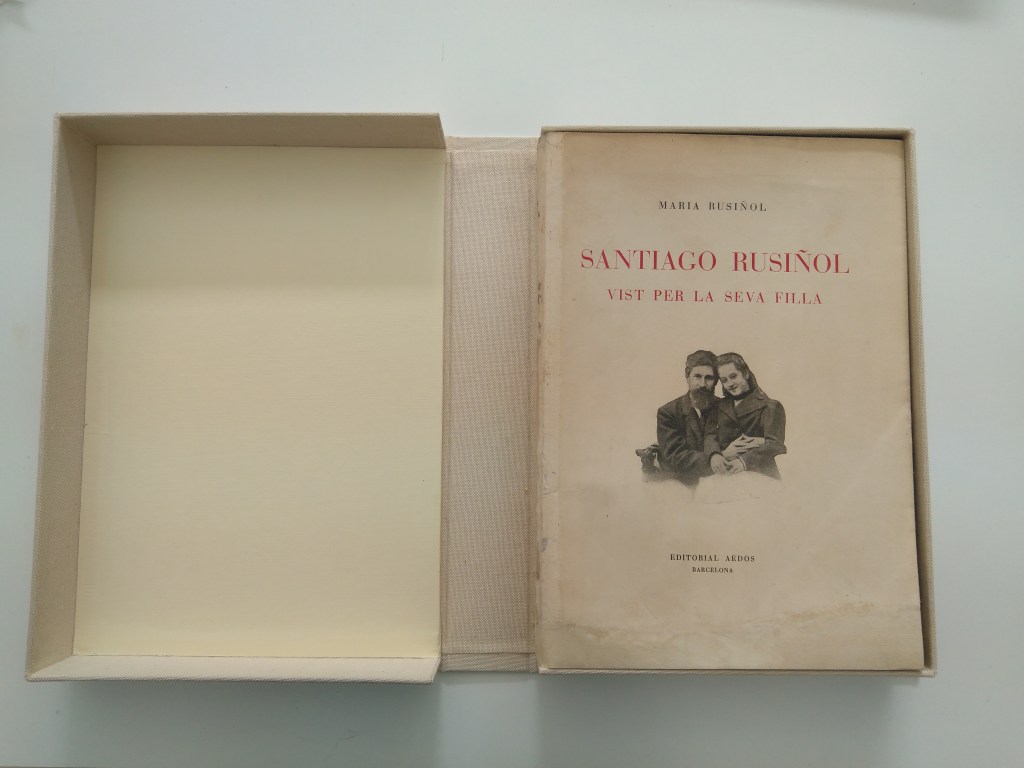 MARIA RUSIÑOL
SANTIAGO RUSIÑOL
VIST PER LA SEVA FILLA
EDITORIAL AEDOS
BARCELONA